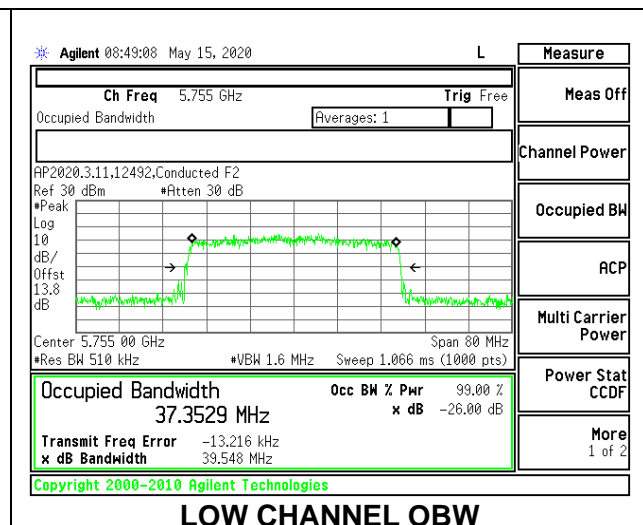 Agilent 08:49:08 May 15, 2020 L
Measure
Ch Freq 5.755 GHz Trig Free
Meas Off
Occupied Bandwidth Averages: 1
Channel Power
AP2020.3.11,12492,Conducted F2
Ref 30 dBm #Atten 30 dB
#Peak
Occupied BW
Log
10
dB/
ACP
Offst
13.8
dB
Multi Carrier
Power
Center 5.755 00 GHz Span 80 MHz
#Res BW 510 kHz #VBW 1.6 MHz Sweep 1.066 ms (1000 pts)
Power Stat
CCDF
Occupied Bandwidth Occ BW % Pwr 99.00 %
37.3529 MHz x dB -26.00 dB
More
1 of 2
Transmit Freq Error -13.216 kHz
x dB Bandwidth 39.548 MHz
Copyright 2000-2010 Agilent Technologies
LOW CHANNEL OBW